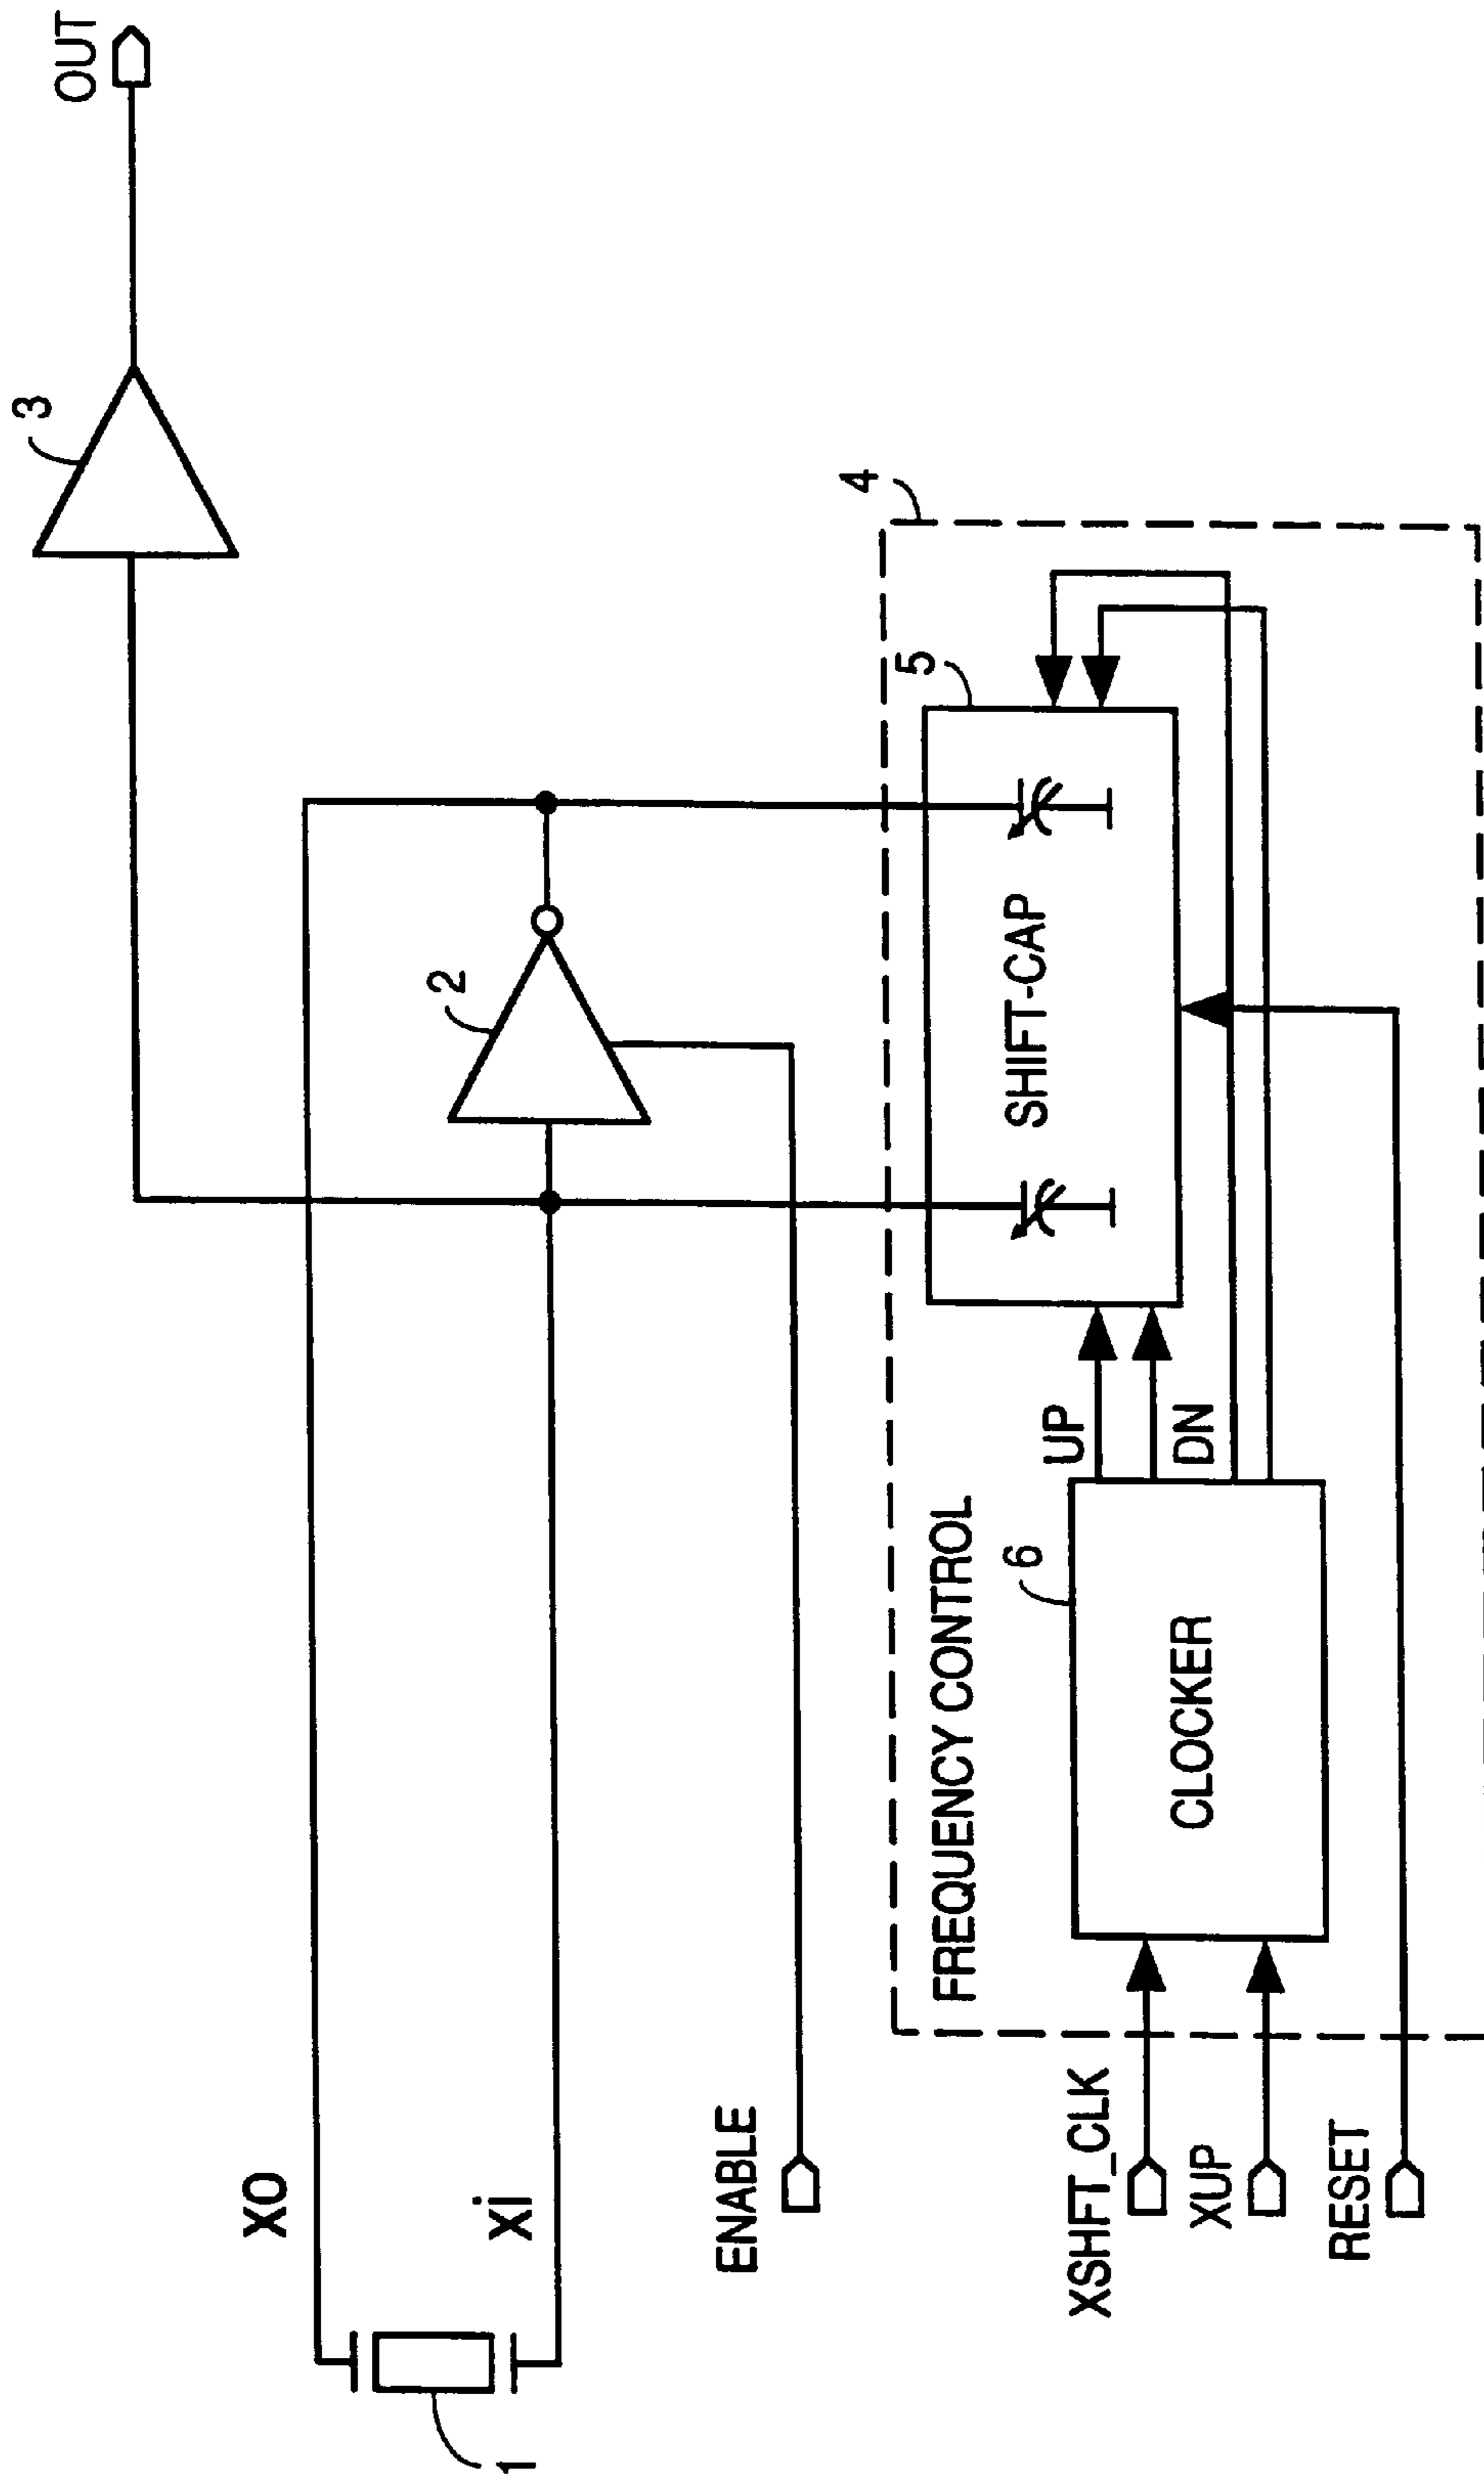 OUT
3
XO
2
Xi
ENABLE
4
FREQUENCY CONTROL
5
SHIFT-CAP
UP
DN
6
CLOCKER
XSHFT_CLK
XUP
RESET
1